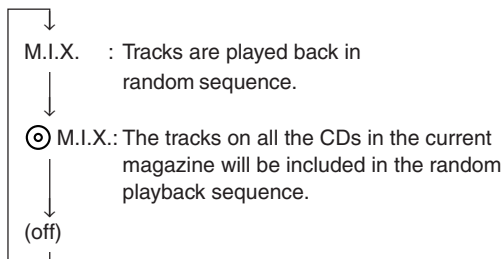 M.I.X. : Tracks are played back in
random sequence.
M.I.X.: The tracks on all the CDs in the current
magazine will be included in the random
playback sequence.
(off)